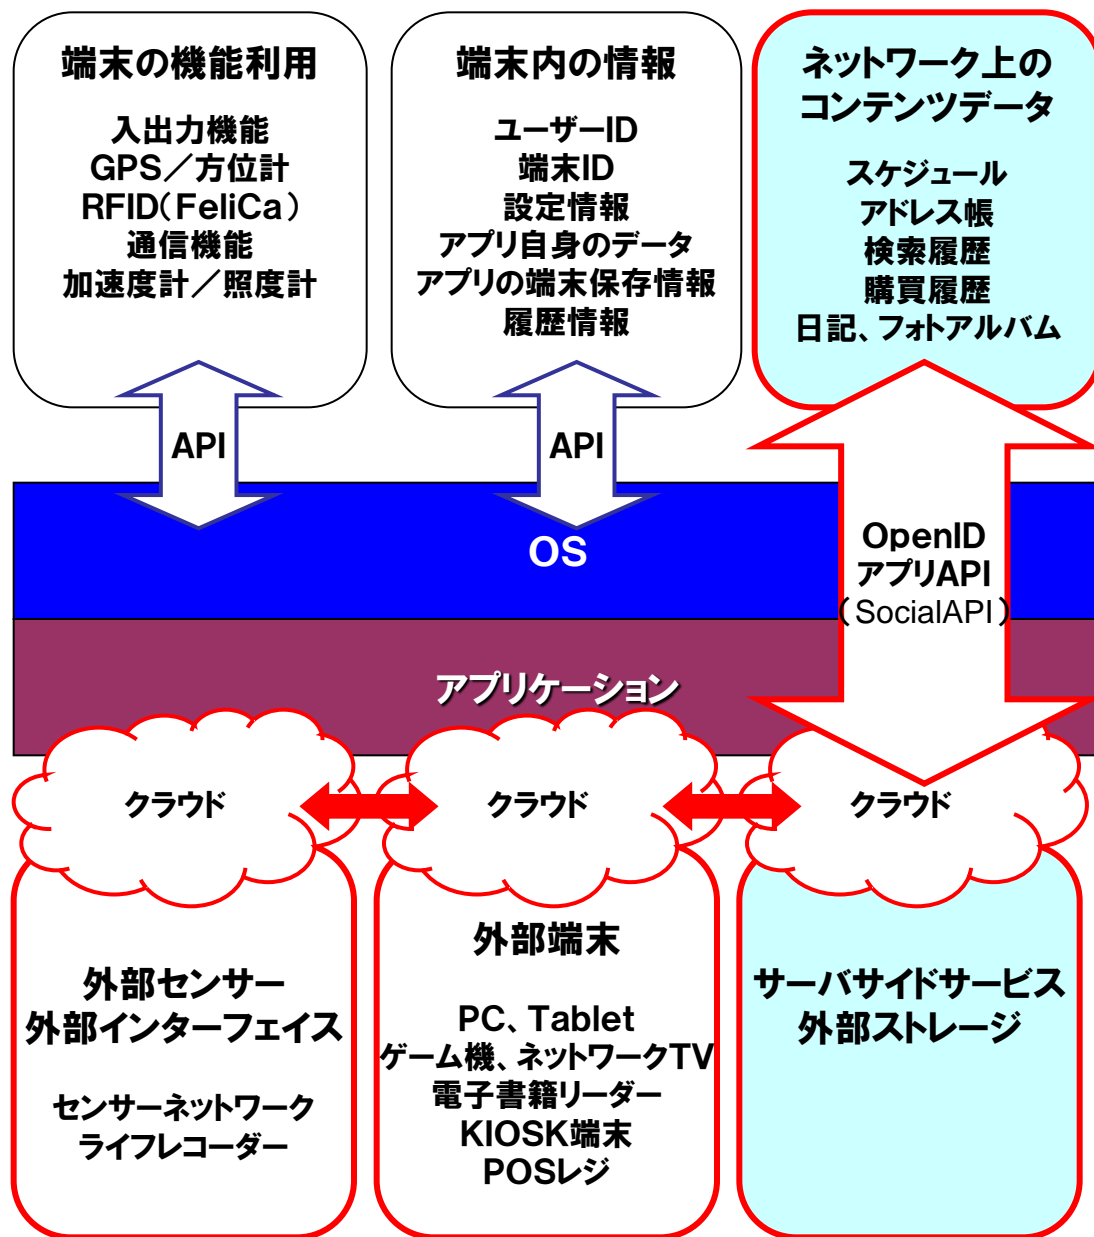 端末の機能利用
入出力機能
GPS／方位計
RFID（FeliCa）
通信機能
加速度計／照度計
端末内の情報
ユーザーID
端末ID
設定情報
アプリ自身のデータ
アプリの端末保存情報
履歴情報
ネットワーク上の
コンテンツデータ
スケジュール
アドレス帳
検索履歴
購買履歴
日記、フォトアルバム
API
API
OpenID
アプリAPI
（SocialAPI）
OS
アプリケーション
クラウド
クラウド
クラウド
外部センサー
外部インターフェイス
センサーネットワーク
ライフレコーダー
外部端末
PC、Tablet
ゲーム機、ネットワークTV
電子書籍リーダー
KIOSK端末
POSレジ
サーバサイドサービス
外部ストレージ